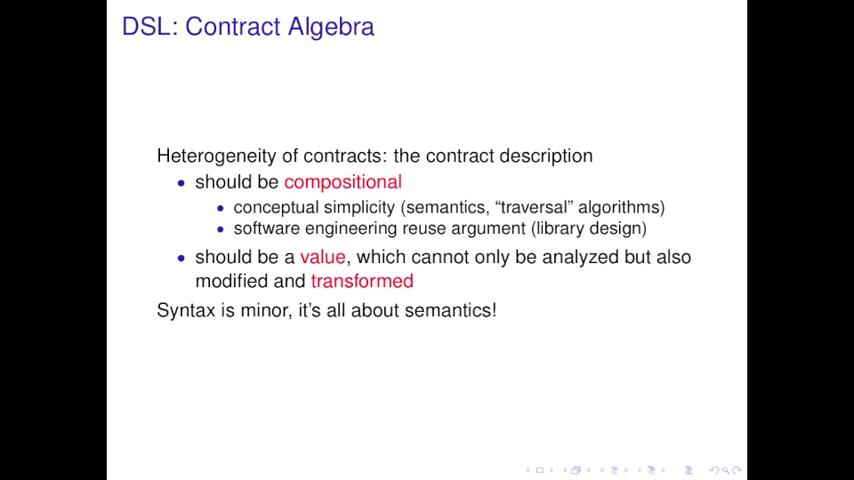 DSL: Contract Algebra
Heterogeneity of contracts: the contract description
• should be compositional
• conceptual simplicity (semantics, “traversal” algorithms)
• software engineering reuse argument (library design)
• should be a value, which cannot only be analyzed but also
modified and transformed
Syntax is minor, it's all about semantics!